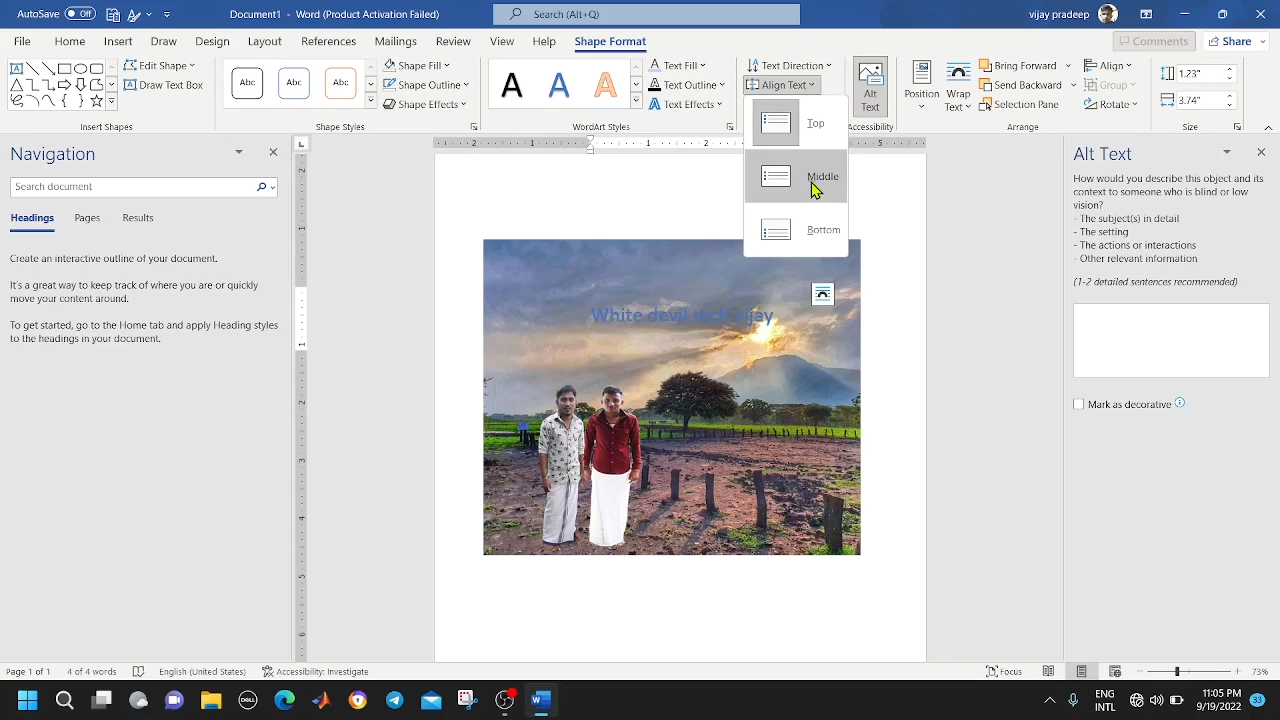 AutoSave Off
Document1 - Word (Product Activation Failed)
Search (Alt+Q)
vijay prando
File Home Insert Draw Design Layout References Mailings Review View Help Shape Format
Comments
Share
Edit Shape
Draw Text Box
Insert Shapes
Abc
Abc
Shape Fill
Shape Outline
Shape Effects
Shape Styles
A A A
Text Fill
Text Outline
Text Effects
WordArt Styles
Text Direction
Align Text
Top
Middle
Bottom
Alt
Text
Accessibility
Position
Wrap
Text
Bring Forward
Send Backward
Selection Pane
Align
Group
Rotate
Arrange
1.23"
3.74"
Size
Navigation
Search document
Headings Pages Results
Create an interactive outline of your document.
It's a great way to keep track of where you are or quickly
move your content around.
To get started, go to the Home tab and apply Heading styles
to the headings in your document.
White devil tech vijay
Alt Text
How would you describe this object and its
context to someone who is blind or low
vision?
- The subject(s) in detail
- The setting
- The actions or interactions
- Other relevant information
(1-2 detailed sentences recommended)
Mark as decorative
Page 1 of 1 4 of 4 words English (United States) Accessibility: Investigate
Focus
73%
DELL
ENG
INTL
11:05 PM
9/19/2022